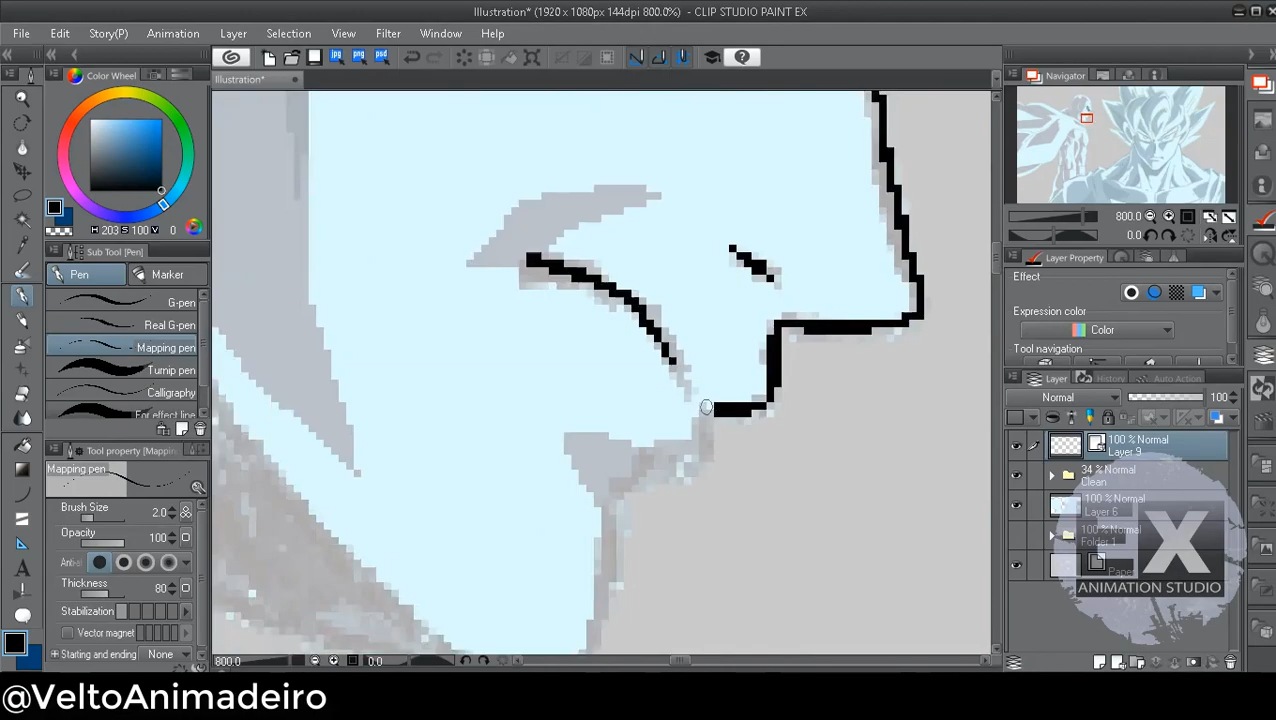 Illustration* (1920 x 1080px 144dpi 800.0%) - CLIP STUDIO PAINT EX
File Edit Story(P) Animation Layer Selection View Filter Window Help
jpg png psd
Color Wheel
Illustration*
Navigator
H 203 S 100 V 0
800.0
0.0
Sub Tool [Pen]
Pen Marker
G-pen
Real G-pen
Mapping pen
Turnip pen
Calligraphy
For effect line
Layer Property
Effect
Expression color
Color
Tool navigation
Layer History Auto Action
Normal 100
100 % Normal
Layer 9
34 % Normal
Clean
100 % Normal
Layer 6
100 % Normal
Folder 1
Paper
Tool property [Mapping
Mapping pen
Brush Size 2.0
Opacity 100
Anti
Thickness 80
Stabilization
Vector magnet
Starting and ending None
800.0 0.0
EX
ANIMATION STUDIO
@VeltoAnimadeiro